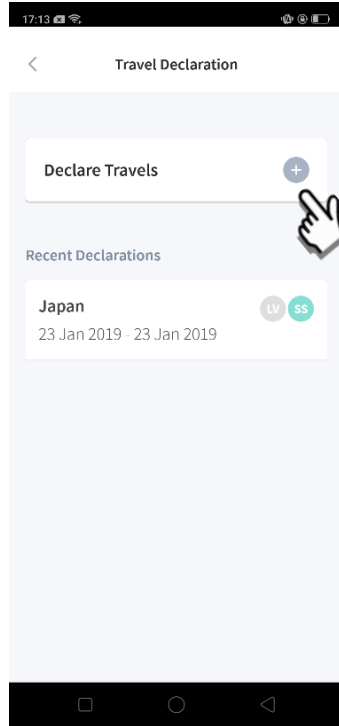 17:13
Travel Declaration
Declare Travels
Recent Declarations
Japan
LV SS
23 Jan 2019 - 23 Jan 2019